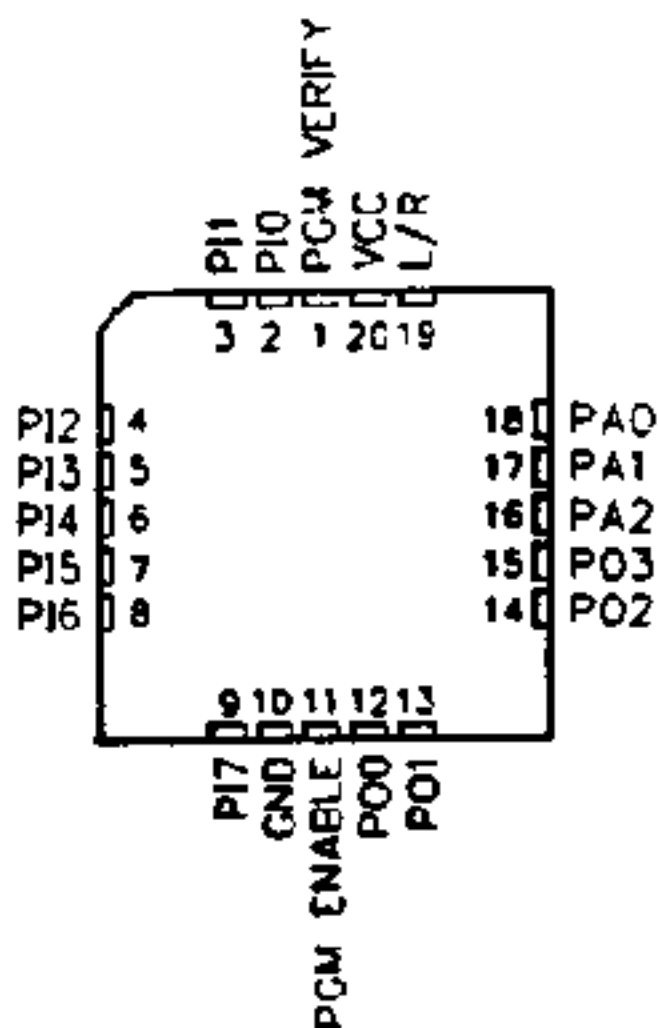 PI1 PI0 PGM VERIFY VCC L/R
3 2 1 20 19
PI2 4 18 PA0
PI3 5 17 PA1
PI4 6 16 PA2
PI5 7 15 PO3
PI6 8 14 PO2
9 10 11 12 13
PI7 GND PGM ENABLE PO0 PO1